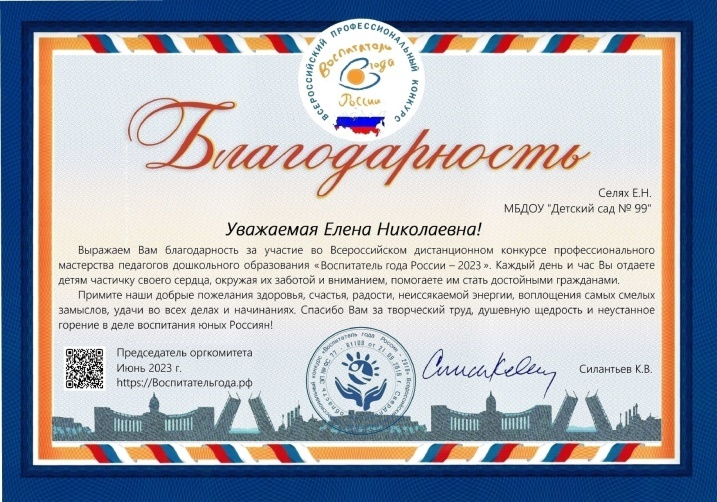 ВСЕРОССИЙСКИЙ ПРОФЕССИОНАЛЬНЫЙ КОНКУРС
Воспитатели
года
России
Благодарность
Селях Е.Н.
МБДОУ "Детский сад № 99"
Уважаемая Елена Николаевна!
Выражаем Вам благодарность за участие во Всероссийском дистанционном конкурсе профессионального
мастерства педагогов дошкольного образования «Воспитатель года России – 2023». Каждый день и час Вы отдаете
детям частичку своего сердца, окружая их заботой и вниманием, помогаете им стать достойными гражданами.
Примите наши добрые пожелания здоровья, счастья, радости, неиссякаемой энергии, воплощения самых смелых
замыслов, удачи во всех делах и начинаниях. Спасибо Вам за творческий труд, душевную щедрость и неустанное
горение в деле воспитания юных Россиян!
Председатель оргкомитета
Июнь 2023 г.
https://Воспитательгода.рф
Силантьев К.В.